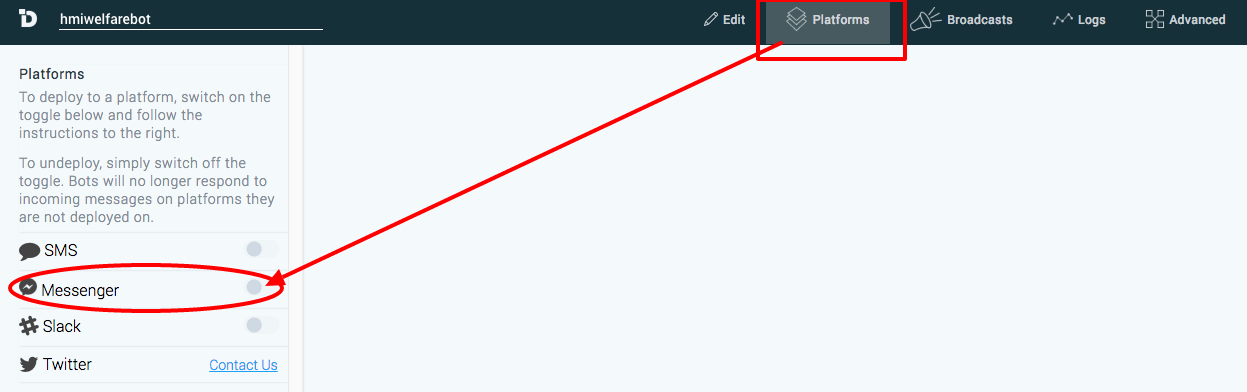 hmiwelfarebot
Edit
Platforms
Broadcasts
Logs
Advanced
Platforms
To deploy to a platform, switch on the
toggle below and follow the
instructions to the right.
To undeploy, simply switch off the
toggle. Bots will no longer respond to
incoming messages on platforms they
are not deployed on.
SMS
Messenger
Slack
Twitter Contact Us